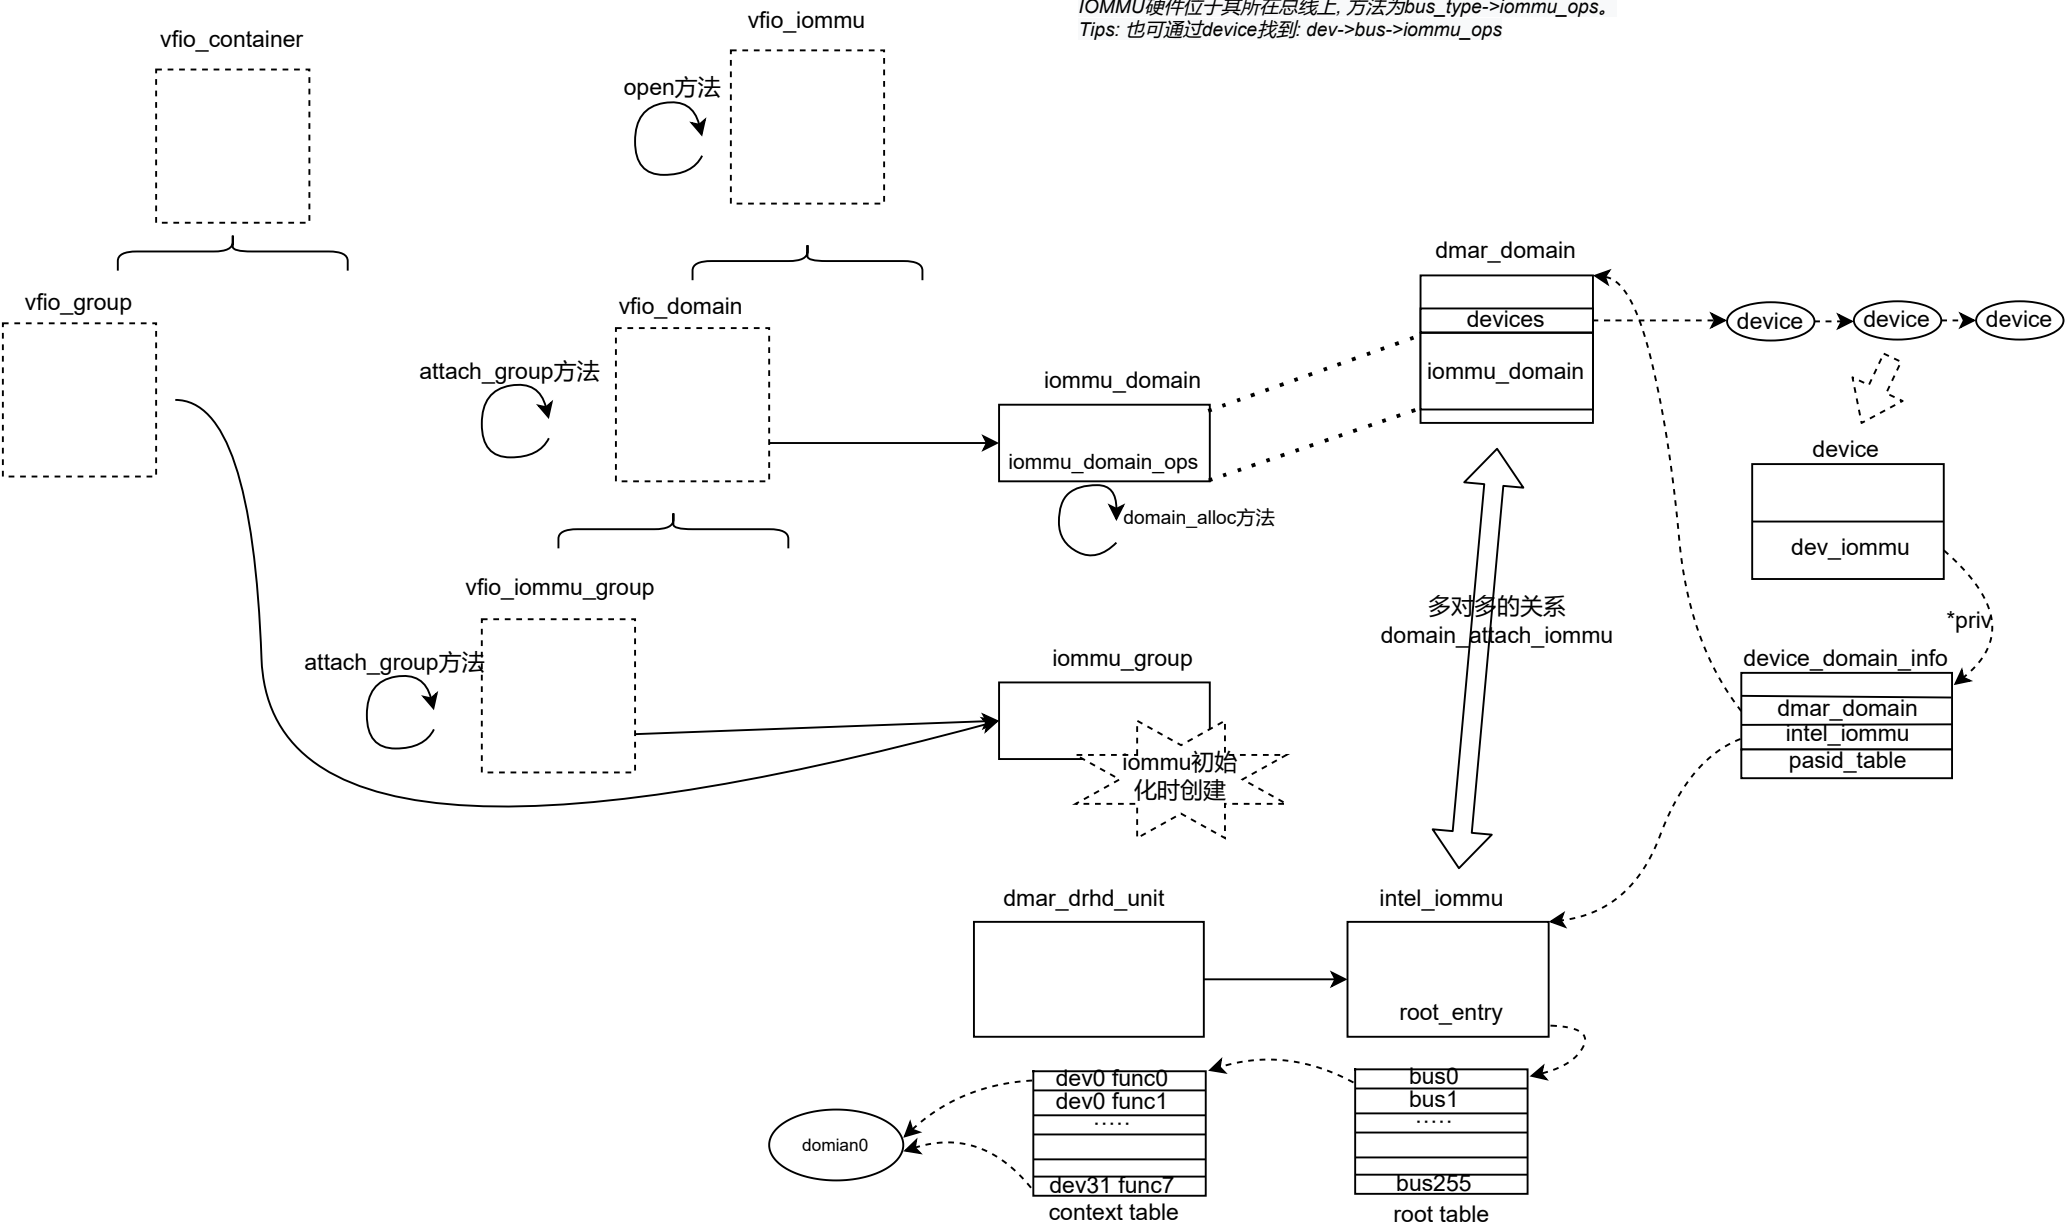 IOMMU硬件位于其所在总线上, 方法为bus_type->iommu_ops。
Tips: 也可通过device找到: dev->bus->iommu_ops
vfio_container
vfio_iommu
open方法
vfio_group
vfio_domain
attach_group方法
iommu_domain
iommu_domain_ops
domain_alloc方法
dmar_domain
devices
iommu_domain
device
device
device
device
dev_iommu
*priv
多对多的关系
domain_attach_iommu
device_domain_info
dmar_domain
intel_iommu
pasid_table
vfio_iommu_group
attach_group方法
iommu_group
iommu初始
化时创建
dmar_drhd_unit
intel_iommu
root_entry
dev0 func0
dev0 func1
.....
dev31 func7
context table
bus0
bus1
.....
bus255
root table
domian0